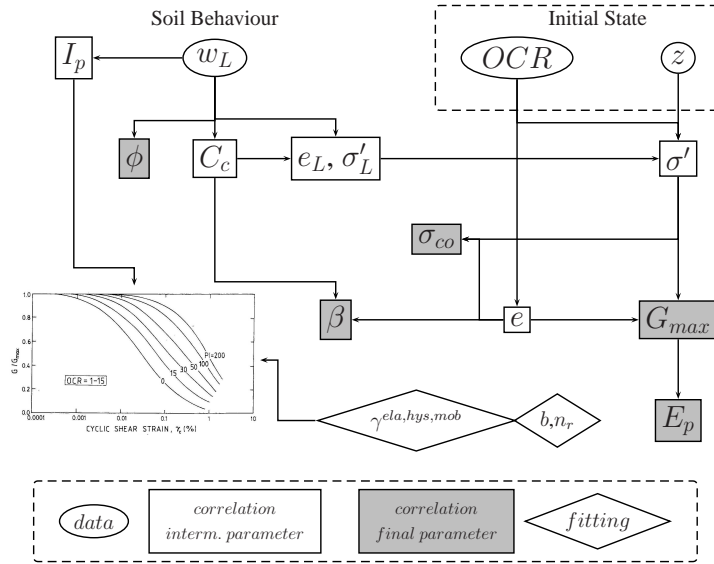 Soil Behaviour
Initial State
I_p
w_L
OCR
z
ϕ
C_c
e_L, σ′_L
σ′
σ_co
β
e
G_max
E_p
G/G_max
1.0
0.8
0.6
0.4
0.2
0.0
PI=200
100
50
30
15
0
OCR = 1-15
0.0001
0.001
0.01
0.1
1
10
CYCLIC SHEAR STRAIN, γ_c (%)
γ^ela,hys,mob
b,n_r
data
correlation
interm. parameter
correlation
final parameter
fitting